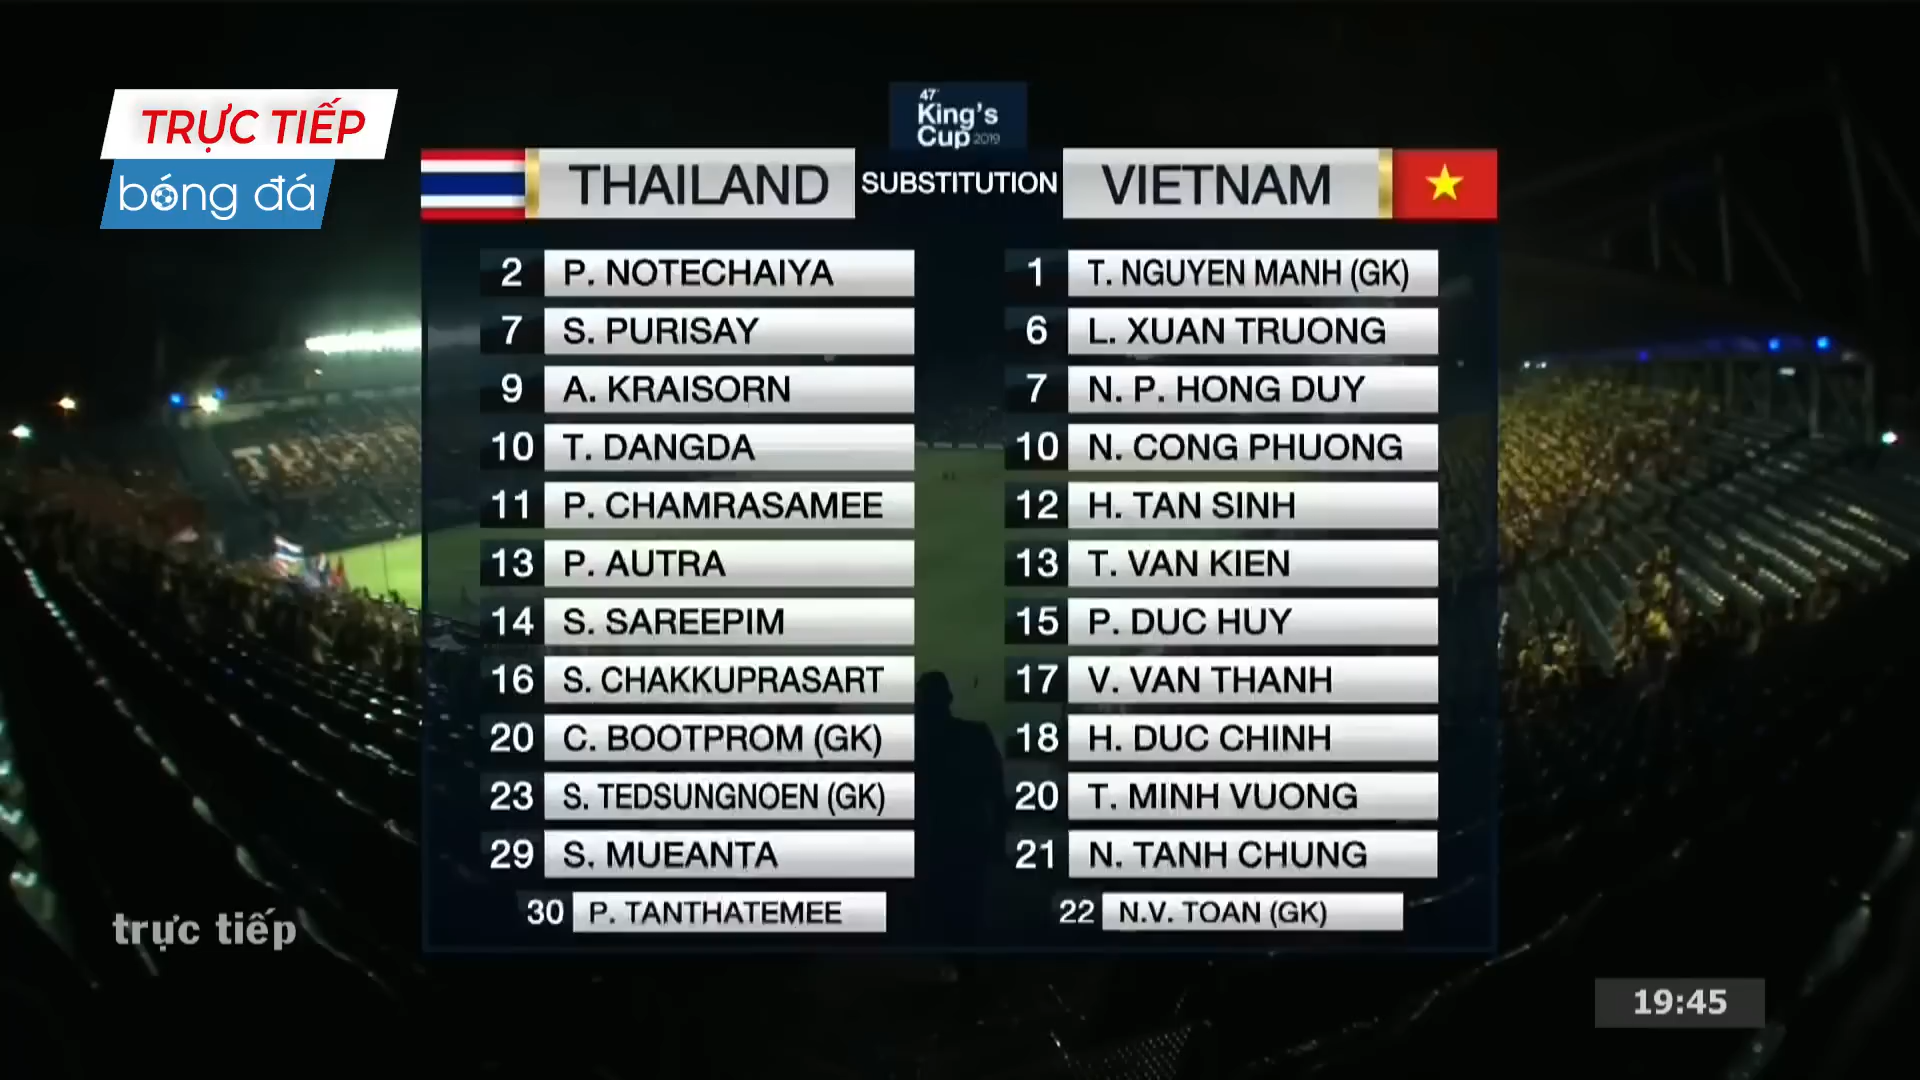 TRỰC TIẾP
bóng đá
47th
King's
Cup 2019
THAILAND SUBSTITUTION VIETNAM
2 P. NOTECHAIYA 1 T. NGUYEN MANH (GK)
7 S. PURISAY 6 L. XUAN TRUONG
9 A. KRAISORN 7 N. P. HONG DUY
10 T. DANGDA 10 N. CONG PHUONG
11 P. CHAMRASAMEE 12 H. TAN SINH
13 P. AUTRA 13 T. VAN KIEN
14 S. SAREEPIM 15 P. DUC HUY
16 S. CHAKKUPRASART 17 V. VAN THANH
20 C. BOOTPROM (GK) 18 H. DUC CHINH
23 S. TEDSUNGNOEN (GK) 20 T. MINH VUONG
29 S. MUEANTA 21 N. TANH CHUNG
30 P. TANTHATEMEE 22 N.V. TOAN (GK)
trực tiếp
19:45